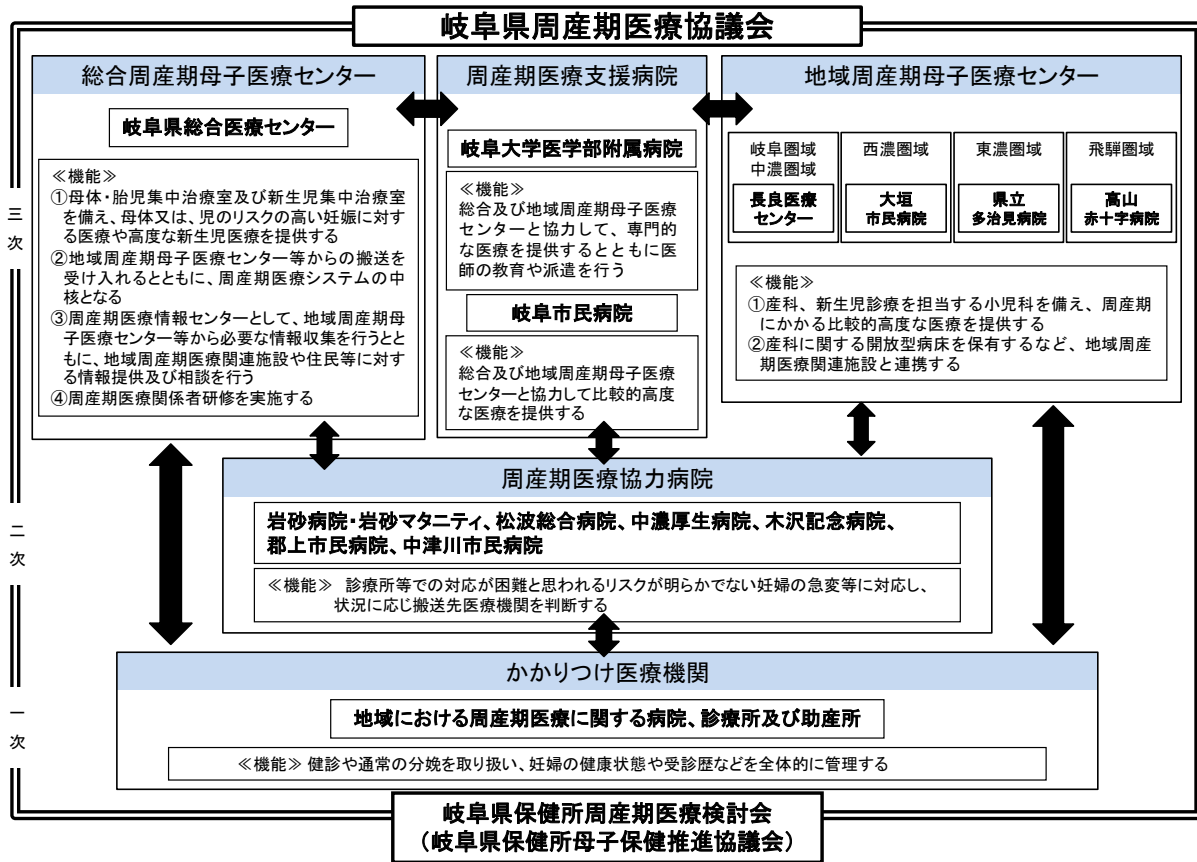 岐阜県周産期医療協議会
総合周産期母子医療センター
岐阜県総合医療センター
≪機能≫
①母体・胎児集中治療室及び新生児集中治療室
を備え、母体又は、児のリスクの高い妊娠に対す
る医療や高度な新生児医療を提供する
②地域周産期母子医療センター等からの搬送を
受け入れるとともに、周産期医療システムの中
核となる
③周産期医療情報センターとして、地域周産期母
子医療センター等から必要な情報収集を行うとと
もに、地域周産期医療関連施設や住民等に対す
る情報提供及び相談を行う
④周産期医療関係者研修を実施する
周産期医療支援病院
岐阜大学医学部附属病院
≪機能≫
総合及び地域周産期母子医療
センターと協力して、専門的
な医療を提供するとともに医
師の教育や派遣を行う
岐阜市民病院
≪機能≫
総合及び地域周産期母子医療
センターと協力して比較的高度
な医療を提供する
地域周産期母子医療センター
岐阜圏域
中濃圏域
長良医療
センター
西濃圏域
大垣
市民病院
東濃圏域
県立
多治見病院
飛騨圏域
高山
赤十字病院
≪機能≫
①産科、新生児診療を担当する小児科を備え、周産期
にかかる比較的高度な医療を提供する
②産科に関する開放型病床を保有するなど、地域周産
期医療関連施設と連携する
三次
周産期医療協力病院
岩砂病院・岩砂マタニティ、松波総合病院、中濃厚生病院、木沢記念病院、
郡上市民病院、中津川市民病院
≪機能≫ 診療所等での対応が困難と思われるリスクが明らかでない妊婦の急変等に対応し、
状況に応じ搬送先医療機関を判断する
二次
かかりつけ医療機関
地域における周産期医療に関する病院、診療所及び助産所
≪機能≫ 健診や通常の分娩を取り扱い、妊婦の健康状態や受診歴などを全体的に管理する
一次
岐阜県保健所周産期医療検討会
(岐阜県保健所母子保健推進協議会)